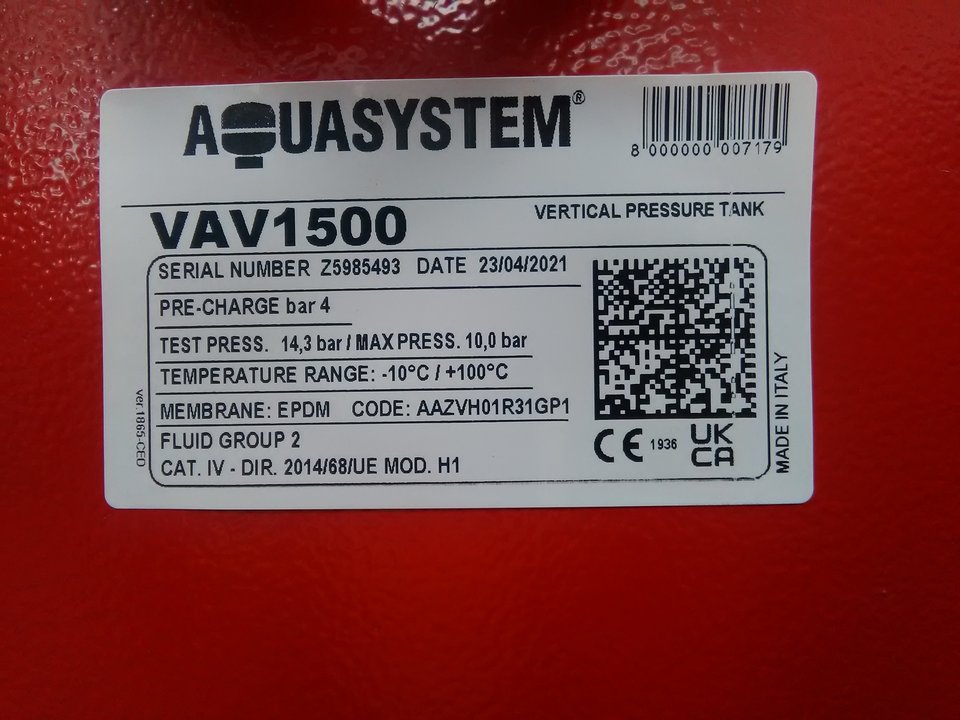 AQUASYSTEM®
8 000000 007179
VAV1500
VERTICAL PRESSURE TANK
SERIAL NUMBER Z5985493 DATE 23/04/2021
PRE-CHARGE bar 4
TEST PRESS. 14,3 bar / MAX PRESS. 10,0 bar
TEMPERATURE RANGE: -10°C / +100°C
MEMBRANE: EPDM CODE: AAZVH01R31GP1
FLUID GROUP 2
CAT. IV - DIR. 2014/68/UE MOD. H1
CE 1936 UK
CA
MADE IN ITALY
ver.1865-CEO